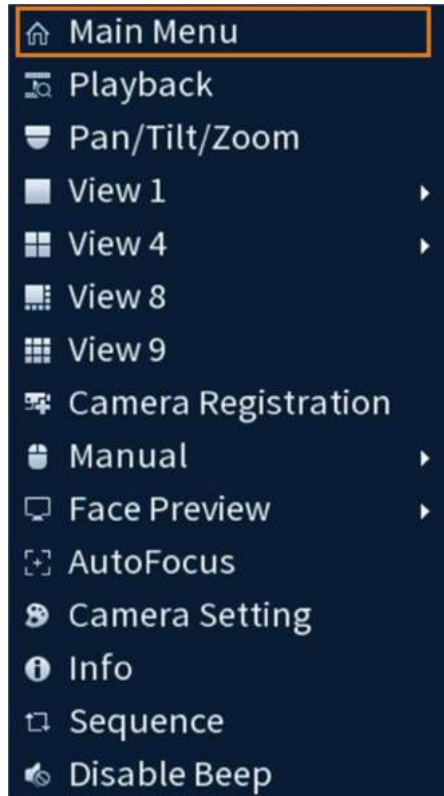 Main Menu
Playback
Pan/Tilt/Zoom
View 1
View 4
View 8
View 9
Camera Registration
Manual
Face Preview
AutoFocus
Camera Setting
Info
Sequence
Disable Beep